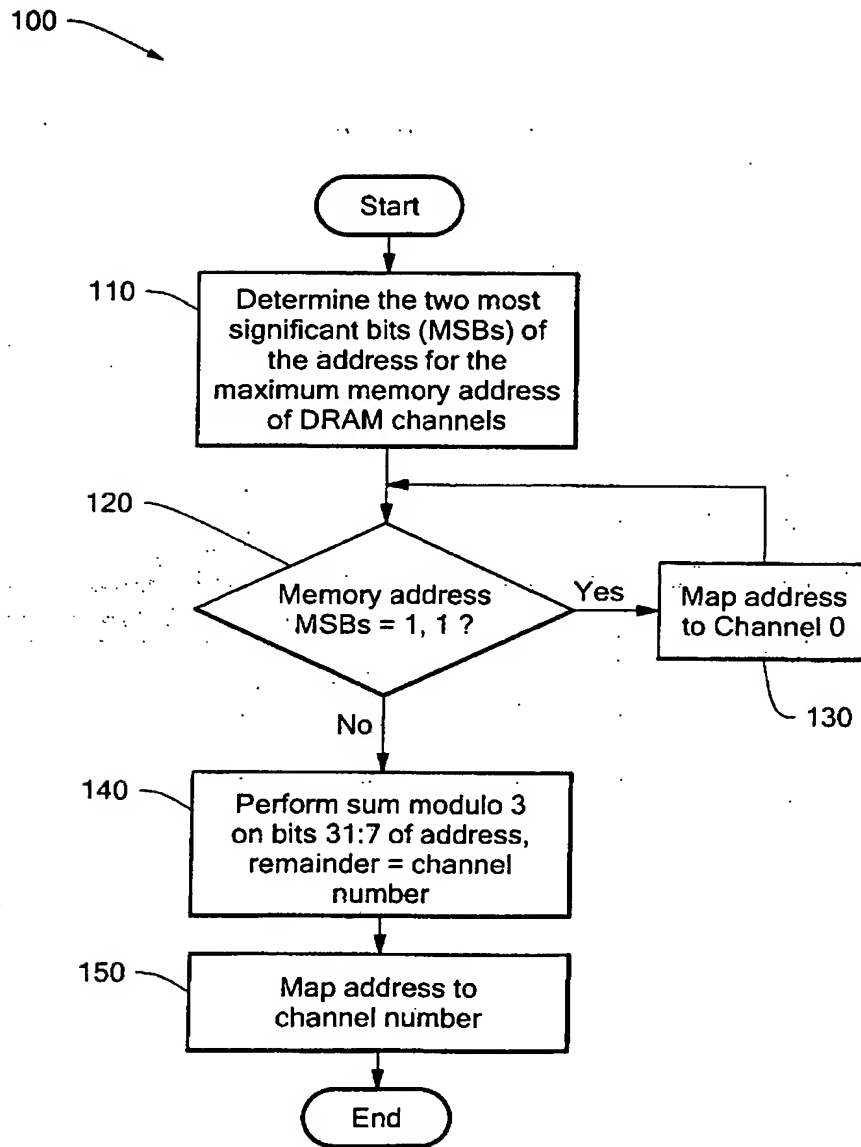 100
Start
110
Determine the two most
significant bits (MSBs) of
the address for the
maximum memory address
of DRAM channels
120
Memory address
MSBs = 1, 1 ?
Yes
Map address
to Channel 0
130
No
140
Perform sum modulo 3
on bits 31:7 of address,
remainder = channel
number
150
Map address to
channel number
End